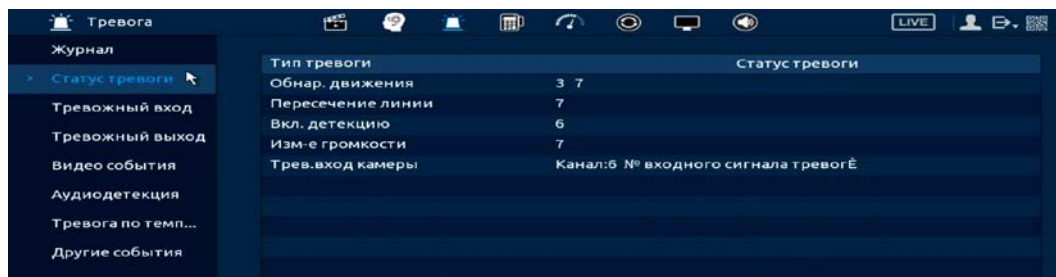 Тревога
LIVE
Журнал
Статус тревоги
Тревожный вход
Тревожный выход
Видео события
Аудиодетекция
Тревога по темп...
Другие события
Тип тревоги Статус тревоги
Обнар. движения 3 7
Пересечение линии 7
Вкл. детекцию 6
Изм-е громкости 7
Трев.вход камеры Канал:6 № входного сигнала тревогĖ